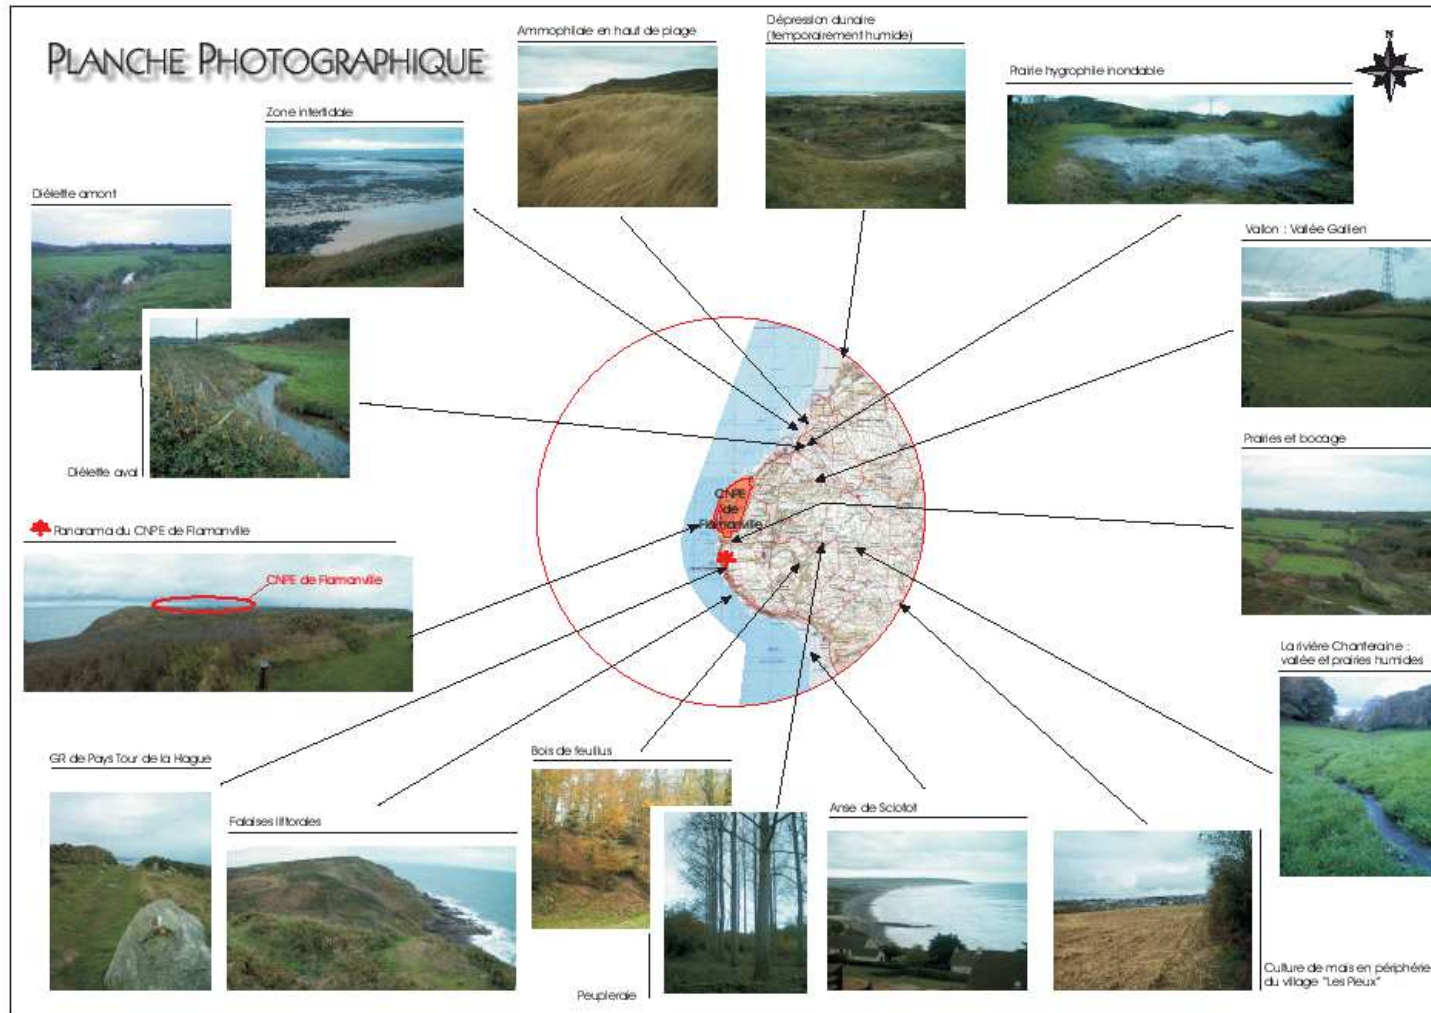 PLANCHE PHOTOGRAPHIQUE
N
Ammophilaie en haut de plage
Dépression dunaire
(temporairement humide)
Prairie hygrophile inondable
Zone intertidale
Diélette amont
Diélette aval
Vallon : Vallée Gallien
Prairies et bocage
Panarama du CNPE de Flamanville
CNPE de Flamanville
CNPE
de
Flamanville
La rivière Chanteraine :
vallée et prairies humides
GR de Pays Tour de la Hague
Falaises littorales
Bois de feuillus
Peupleraie
Anse de Sciotot
Culture de maïs en périphérie
du village "Les Pieux"